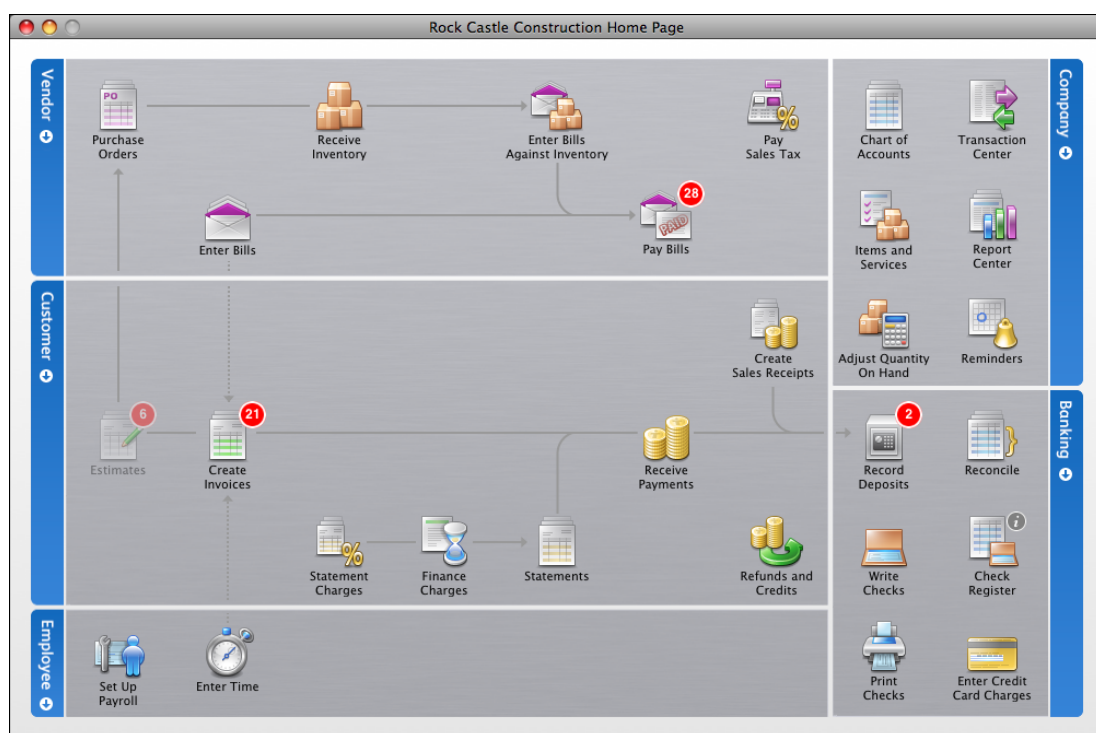 Rock Castle Construction Home Page
Vendor
PO
Purchase
Orders
Receive
Inventory
Enter Bills
Against Inventory
%
Pay
Sales Tax
Enter Bills
PAID
28
Pay Bills
Customer
Create
Sales Receipts
6
Estimates
21
Create
Invoices
Receive
Payments
%
Statement
Charges
Finance
Charges
Statements
Refunds and
Credits
Employee
Set Up
Payroll
Enter Time
Company
Chart of
Accounts
Transaction
Center
Items and
Services
Report
Center
Adjust Quantity
On Hand
Reminders
Banking
2
Record
Deposits
}
Reconcile
Write
Checks
i
Check
Register
Print
Checks
Enter Credit
Card Charges